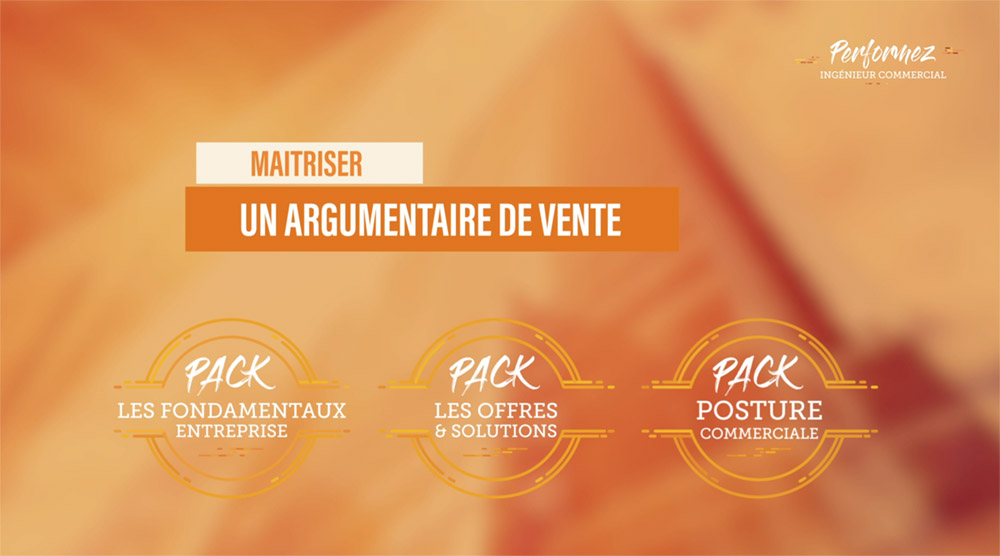 Performez
INGÉNIEUR COMMERCIAL
MAITRISER
UN ARGUMENTAIRE DE VENTE
PACK
LES FONDAMENTAUX
ENTREPRISE
PACK
LES OFFRES
& SOLUTIONS
PACK
POSTURE
COMMERCIALE